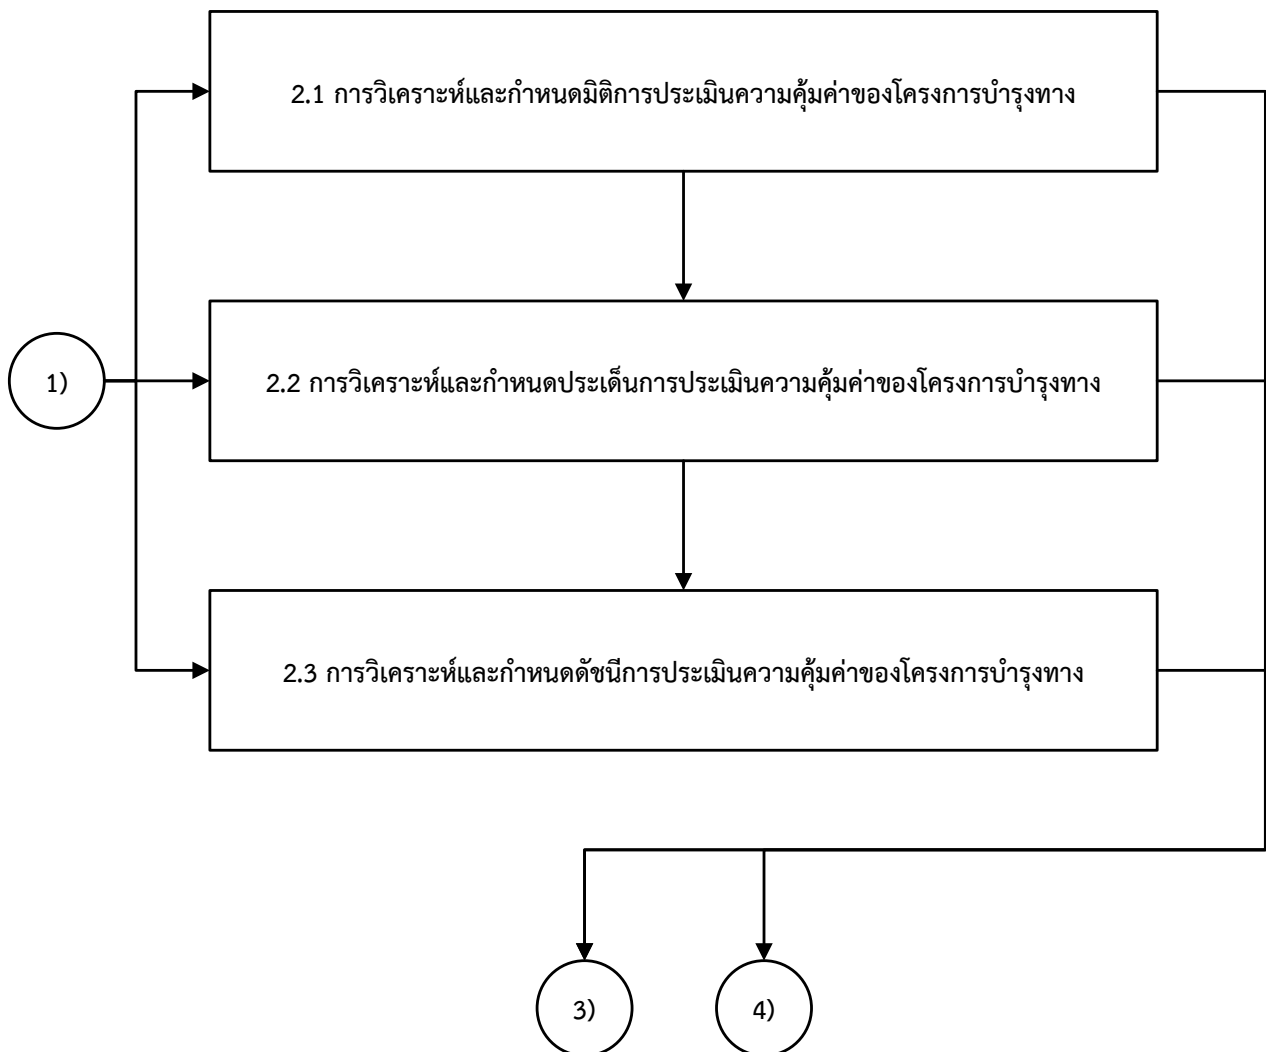 2.1 การวิเคราะห์และกำหนดมิติการประเมินความคุ้มค่าของโครงการบำรุงทาง
1)
2.2 การวิเคราะห์และกำหนดประเด็นการประเมินความคุ้มค่าของโครงการบำรุงทาง
2.3 การวิเคราะห์และกำหนดดัชนีการประเมินความคุ้มค่าของโครงการบำรุงทาง
3)
4)